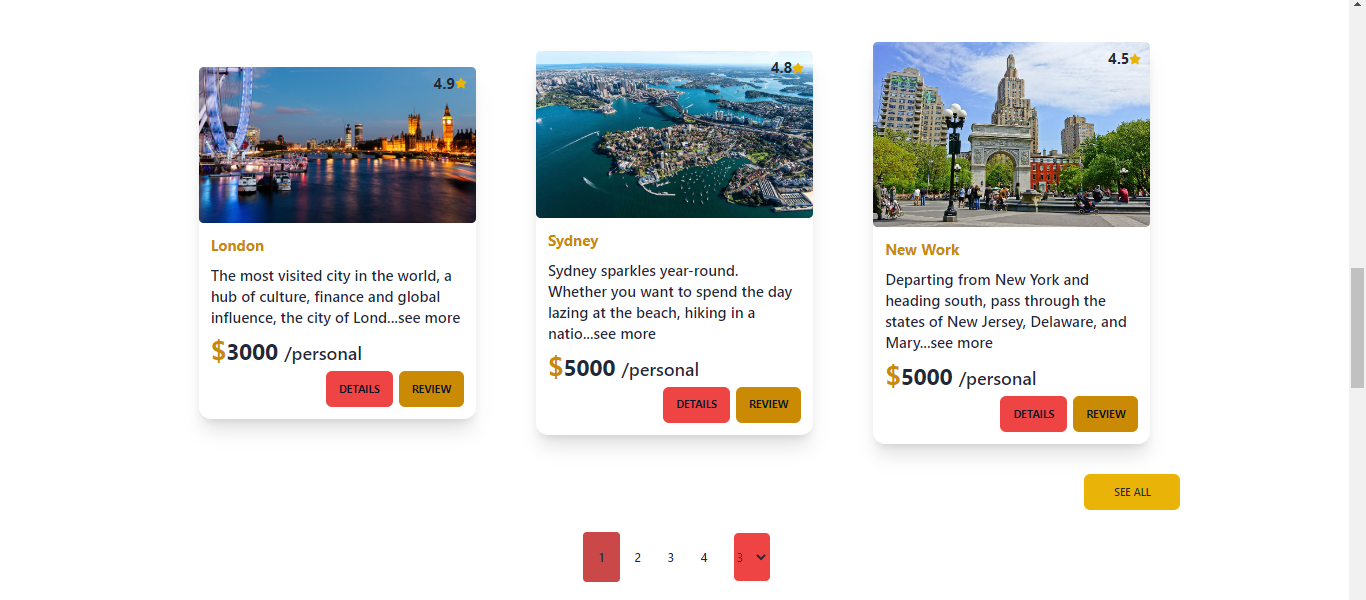 4.9
London
The most visited city in the world, a
hub of culture, finance and global
influence, the city of Lond...see more
$3000 /personal
DETAILS REVIEW
4.8
Sydney
Sydney sparkles year-round.
Whether you want to spend the day
lazing at the beach, hiking in a
natio...see more
$5000 /personal
DETAILS REVIEW
4.5
New Work
Departing from New York and
heading south, pass through the
states of New Jersey, Delaware, and
Mary...see more
$5000 /personal
DETAILS REVIEW
SEE ALL
1 2 3 4 3